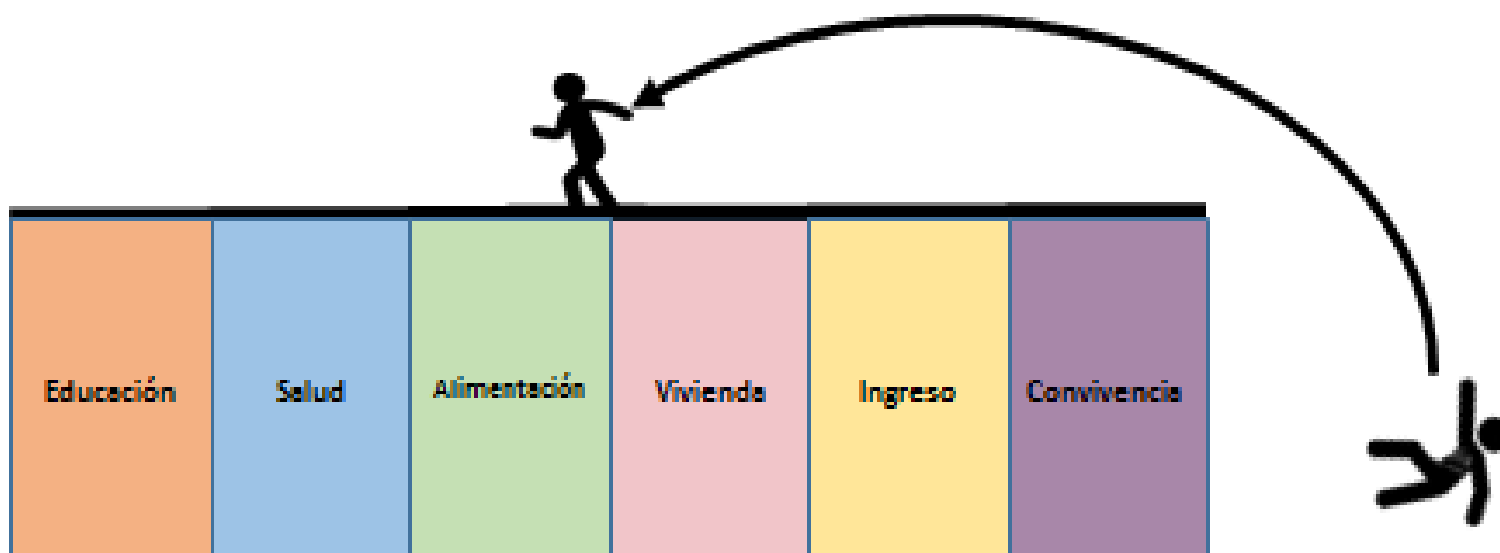 Educación
Salud
Alimentación
Vivienda
Ingreso
Convivencia